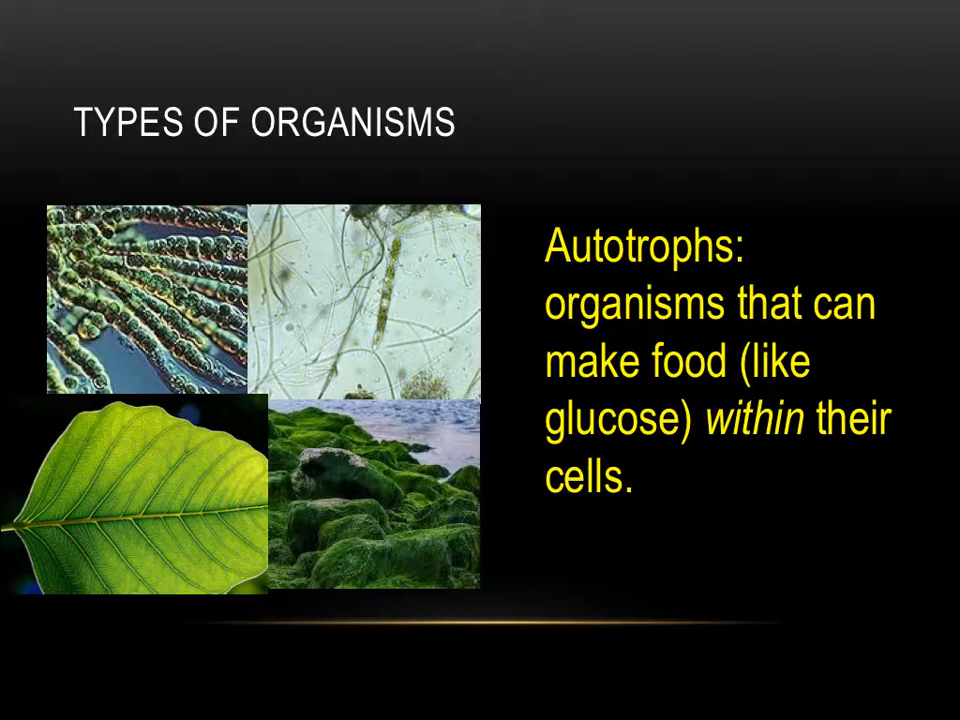 TYPES OF ORGANISMS
Autotrophs:
organisms that can
make food (like
glucose) within their
cells.